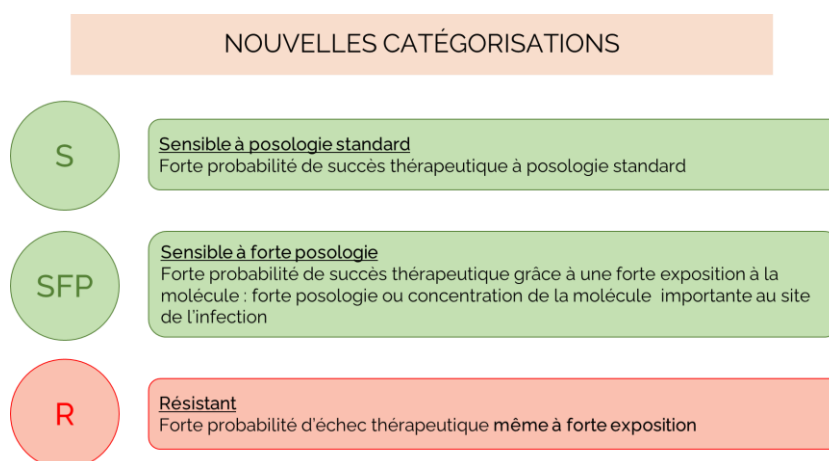 NOUVELLES CATÉGORISATIONS
S
Sensible à posologie standard
Forte probabilité de succès thérapeutique à posologie standard
SFP
Sensible à forte posologie
Forte probabilité de succès thérapeutique grâce à une forte exposition à la
molécule : forte posologie ou concentration de la molécule importante au site
de l'infection
R
Résistant
Forte probabilité d'échec thérapeutique même à forte exposition